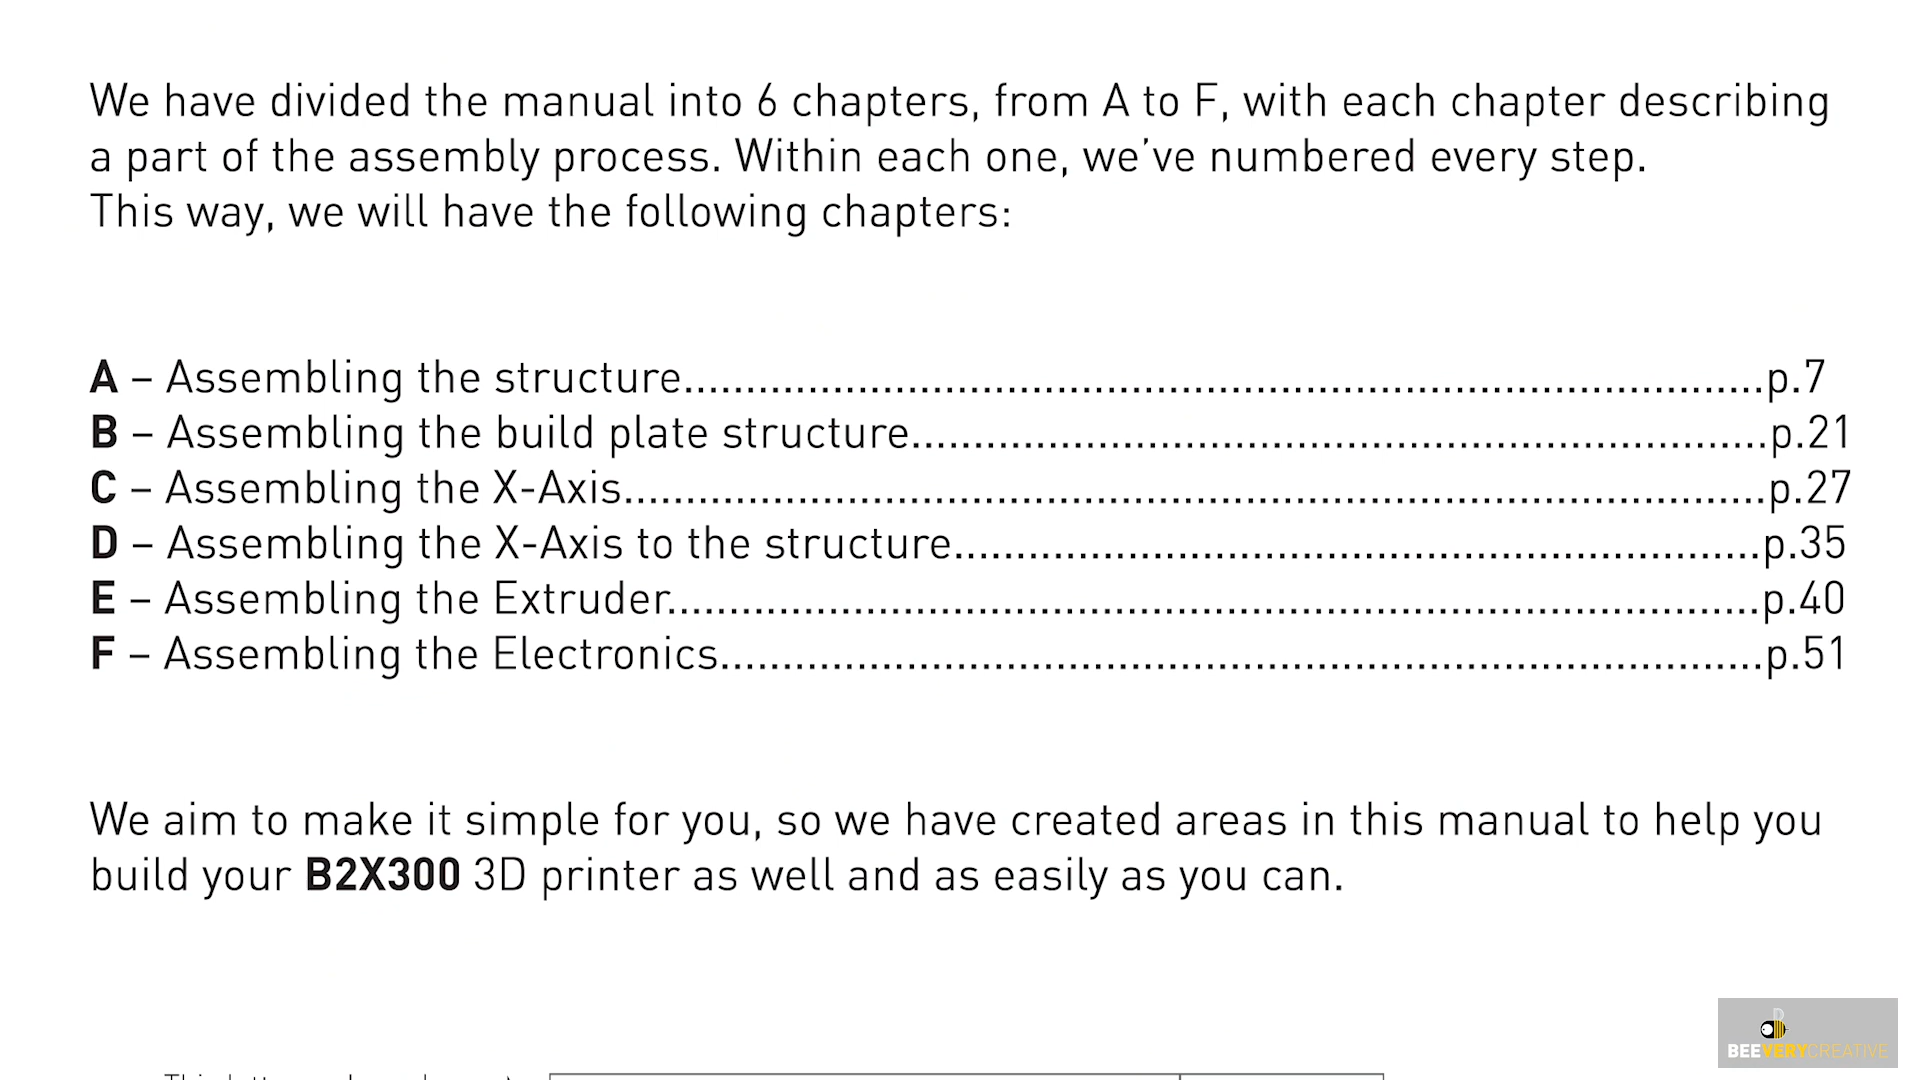 We have divided the manual into 6 chapters, from A to F, with each chapter describing
a part of the assembly process. Within each one, we've numbered every step.
This way, we will have the following chapters:
A – Assembling the structure.......................................................................................p.7
B – Assembling the build plate structure.....................................................................p.21
C – Assembling the X-Axis............................................................................................p.27
D – Assembling the X-Axis to the structure.................................................................p.35
E – Assembling the Extruder........................................................................................p.40
F – Assembling the Electronics....................................................................................p.51
We aim to make it simple for you, so we have created areas in this manual to help you
build your B2X300 3D printer as well and as easily as you can.
BEEVERYCREATIVE